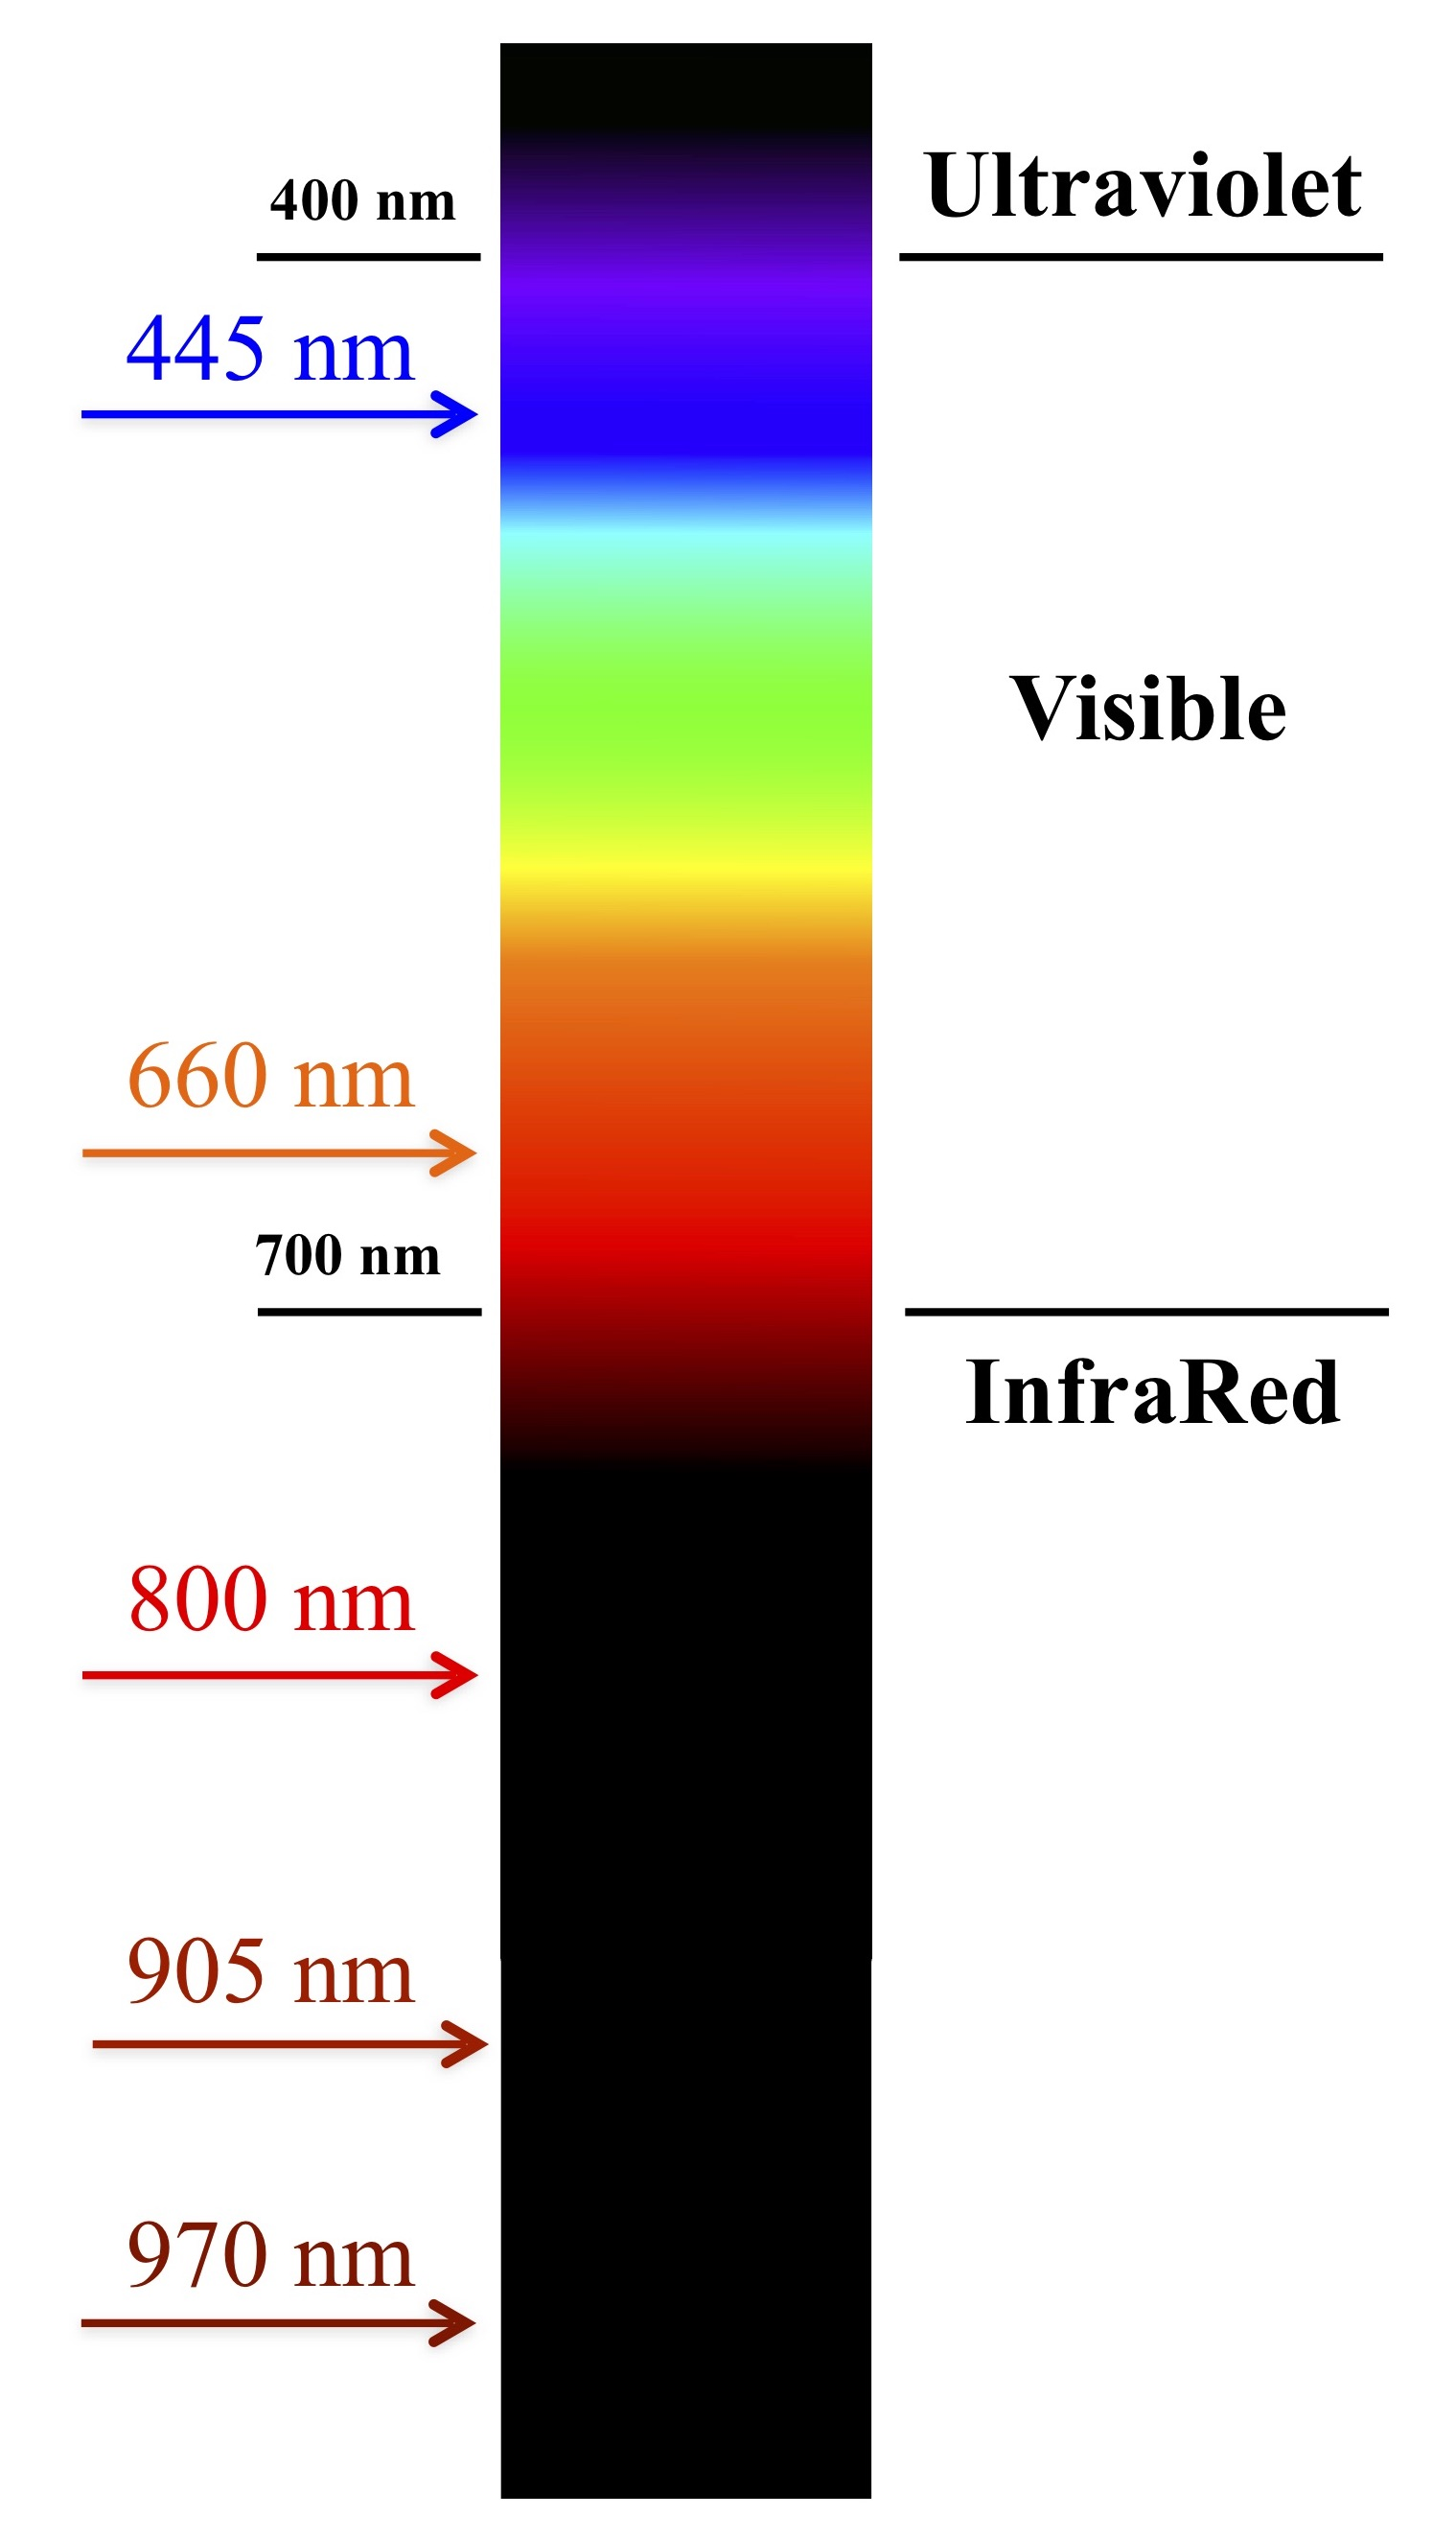 400 nm
Ultraviolet
445 nm
Visible
660 nm
700 nm
InfraRed
800 nm
905 nm
970 nm